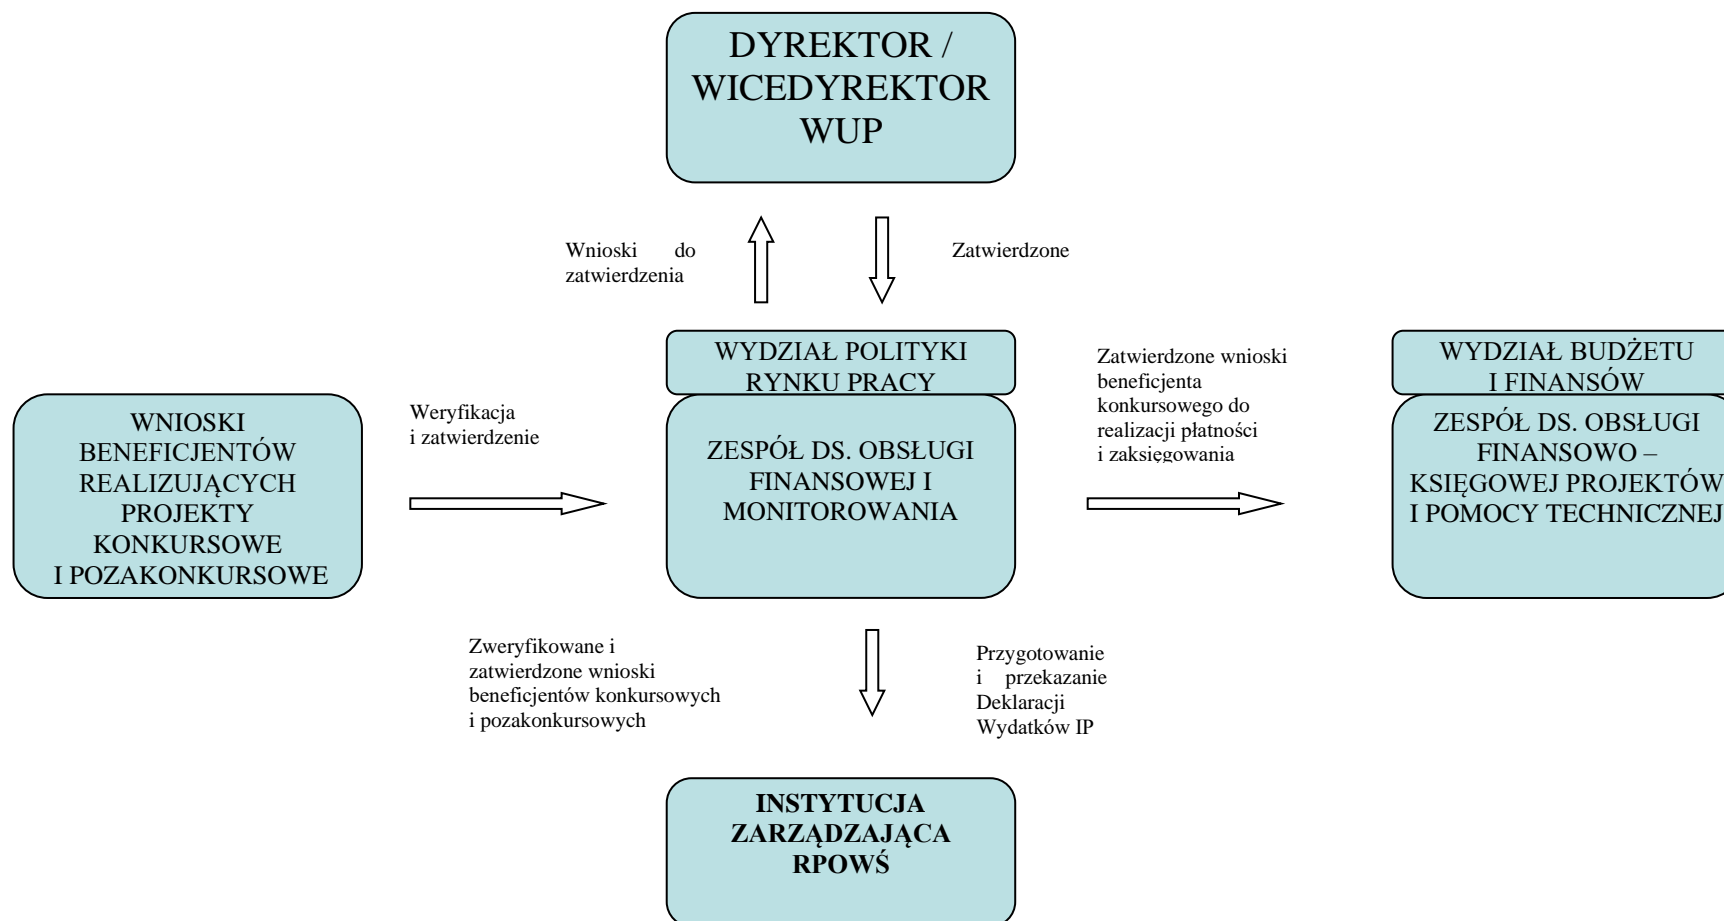 DYREKTOR /
WICEDYREKTOR
WUP
Wnioski do
zatwierdzenia
Zatwierdzone
WNIOSKI
BENEFICJENTÓW
REALIZUJĄCYCH
PROJEKTY
KONKURSOWE
I POZAKONKURSOWE
Weryfikacja
i zatwierdzenie
WYDZIAŁ POLITYKI
RYNKU PRACY
ZESPÓŁ DS. OBSŁUGI
FINANSOWEJ I
MONITOROWANIA
Zatwierdzone wnioski
beneficjenta
konkursowego do
realizacji płatności
i zaksięgowania
WYDZIAŁ BUDŻETU
I FINANSÓW
ZESPÓŁ DS. OBSŁUGI
FINANSOWO –
KSIĘGOWEJ PROJEKTÓW
I POMOCY TECHNICZNEJ
Zweryfikowane i
zatwierdzone wnioski
beneficjentów konkursowych
i pozakonkursowych
Przygotowanie
i przekazanie
Deklaracji
Wydatków IP
INSTYTUCJA
ZARZĄDZAJĄCA
RPOWŚ